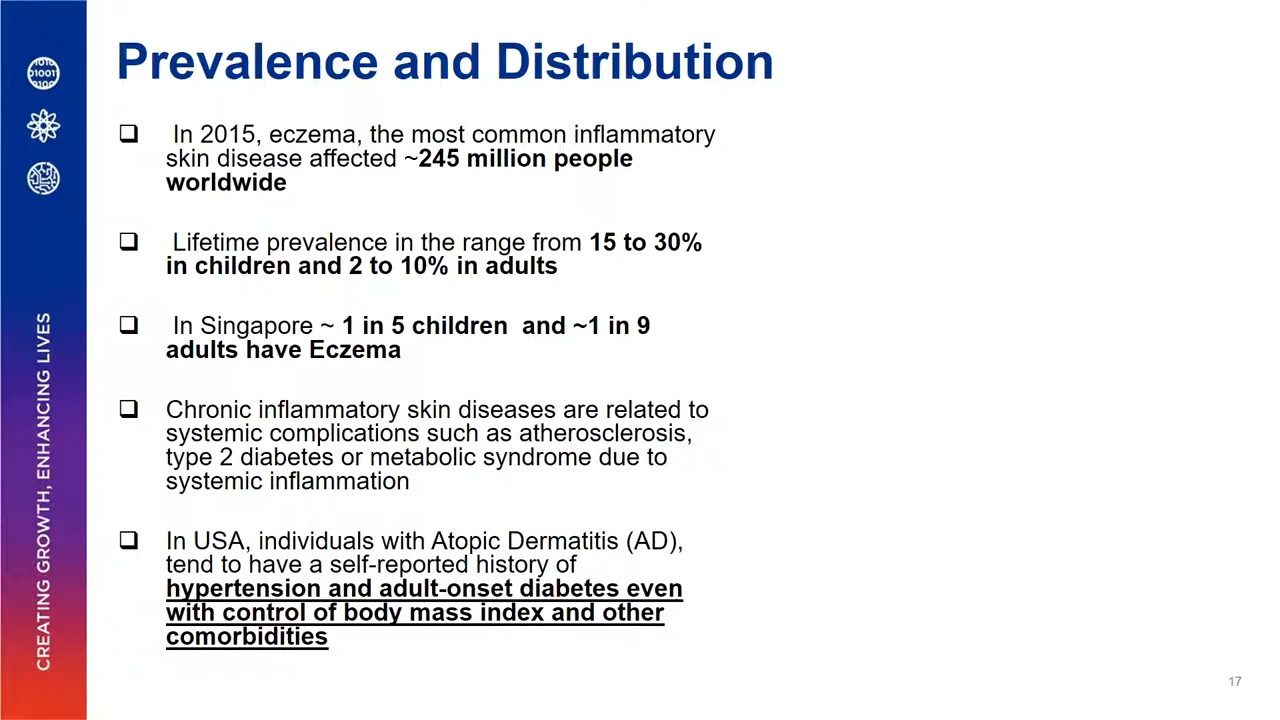 Prevalence and Distribution
In 2015, eczema, the most common inflammatory
skin disease affected ~245 million people
worldwide
Lifetime prevalence in the range from 15 to 30%
in children and 2 to 10% in adults
In Singapore ~ 1 in 5 children  and ~1 in 9
adults have Eczema
Chronic inflammatory skin diseases are related to
systemic complications such as atherosclerosis,
type 2 diabetes or metabolic syndrome due to
systemic inflammation
In USA, individuals with Atopic Dermatitis (AD),
tend to have a self-reported history of
hypertension and adult-onset diabetes even
with control of body mass index and other
comorbidities
CREATING GROWTH, ENHANCING LIVES
17